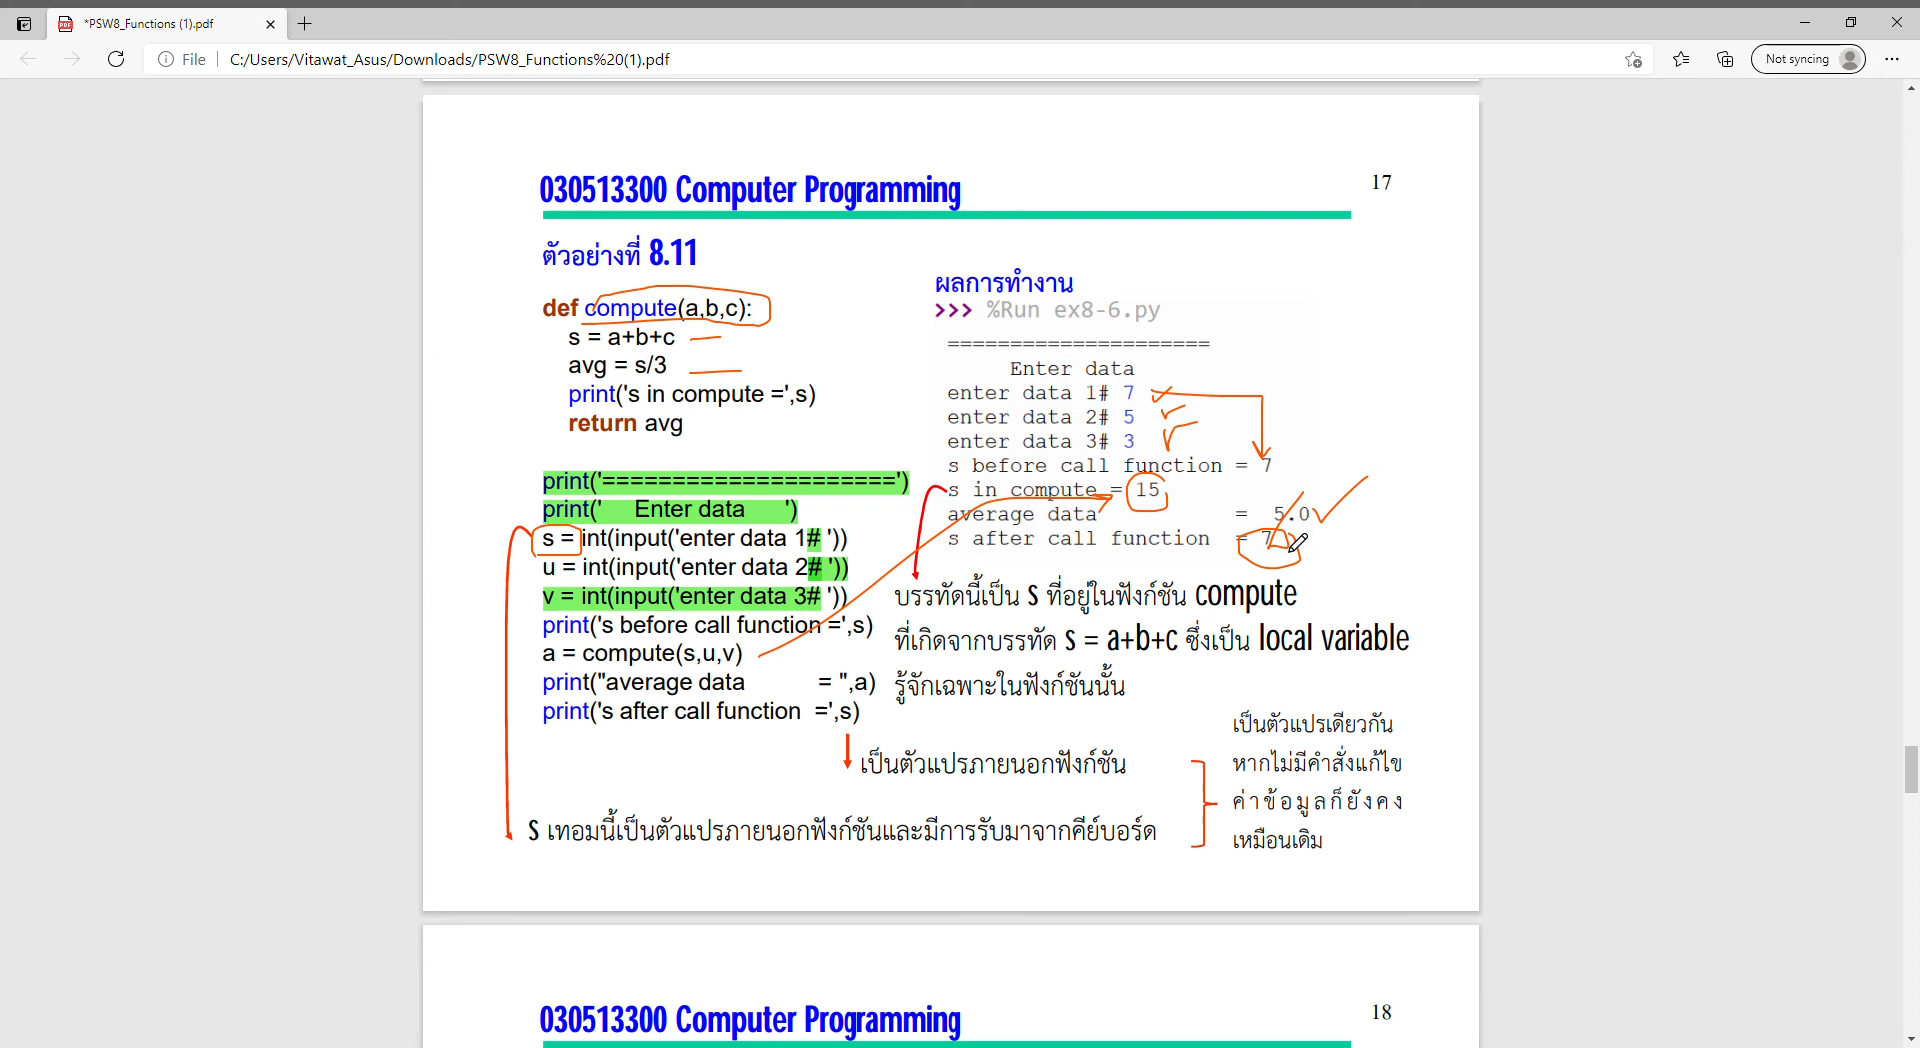 *PSW8_Functions (1).pdf
File
C:/Users/Vitawat_Asus/Downloads/PSW8_Functions%20(1).pdf
Not syncing
030513300 Computer Programming
17
ตัวอย่างที่ 8.11
def compute(a,b,c):
s = a+b+c
avg = s/3
print('s in compute =',s)
return avg
print('=====================')
print('     Enter data      ')
s = int(input('enter data 1# '))
u = int(input('enter data 2# '))
v = int(input('enter data 3# '))
print('s before call function =',s)
a = compute(s,u,v)
print("average data           = ",a)
print('s after call function  =',s)
ผลการทำงาน
>>> %Run ex8-6.py
=====================
Enter data
enter data 1# 7
enter data 2# 5
enter data 3# 3
s before call function = 7
s in compute = 15
average data           =  5.0
s after call function  = 7
บรรทัดนี้เป็น s ที่อยู่ในฟังก์ชัน compute
ที่เกิดจากบรรทัด s = a+b+c ซึ่งเป็น local variable
รู้จักเฉพาะในฟังก์ชันนั้น
เป็นตัวแปรภายนอกฟังก์ชัน
s เทอมนี้เป็นตัวแปรภายนอกฟังก์ชันและมีการรับมาจากคีย์บอร์ด
เป็นตัวแปรเดียวกัน
หากไม่มีคำสั่งแก้ไข
ค่าข้อมูลก็ยังคง
เหมือนเดิม
030513300 Computer Programming
18